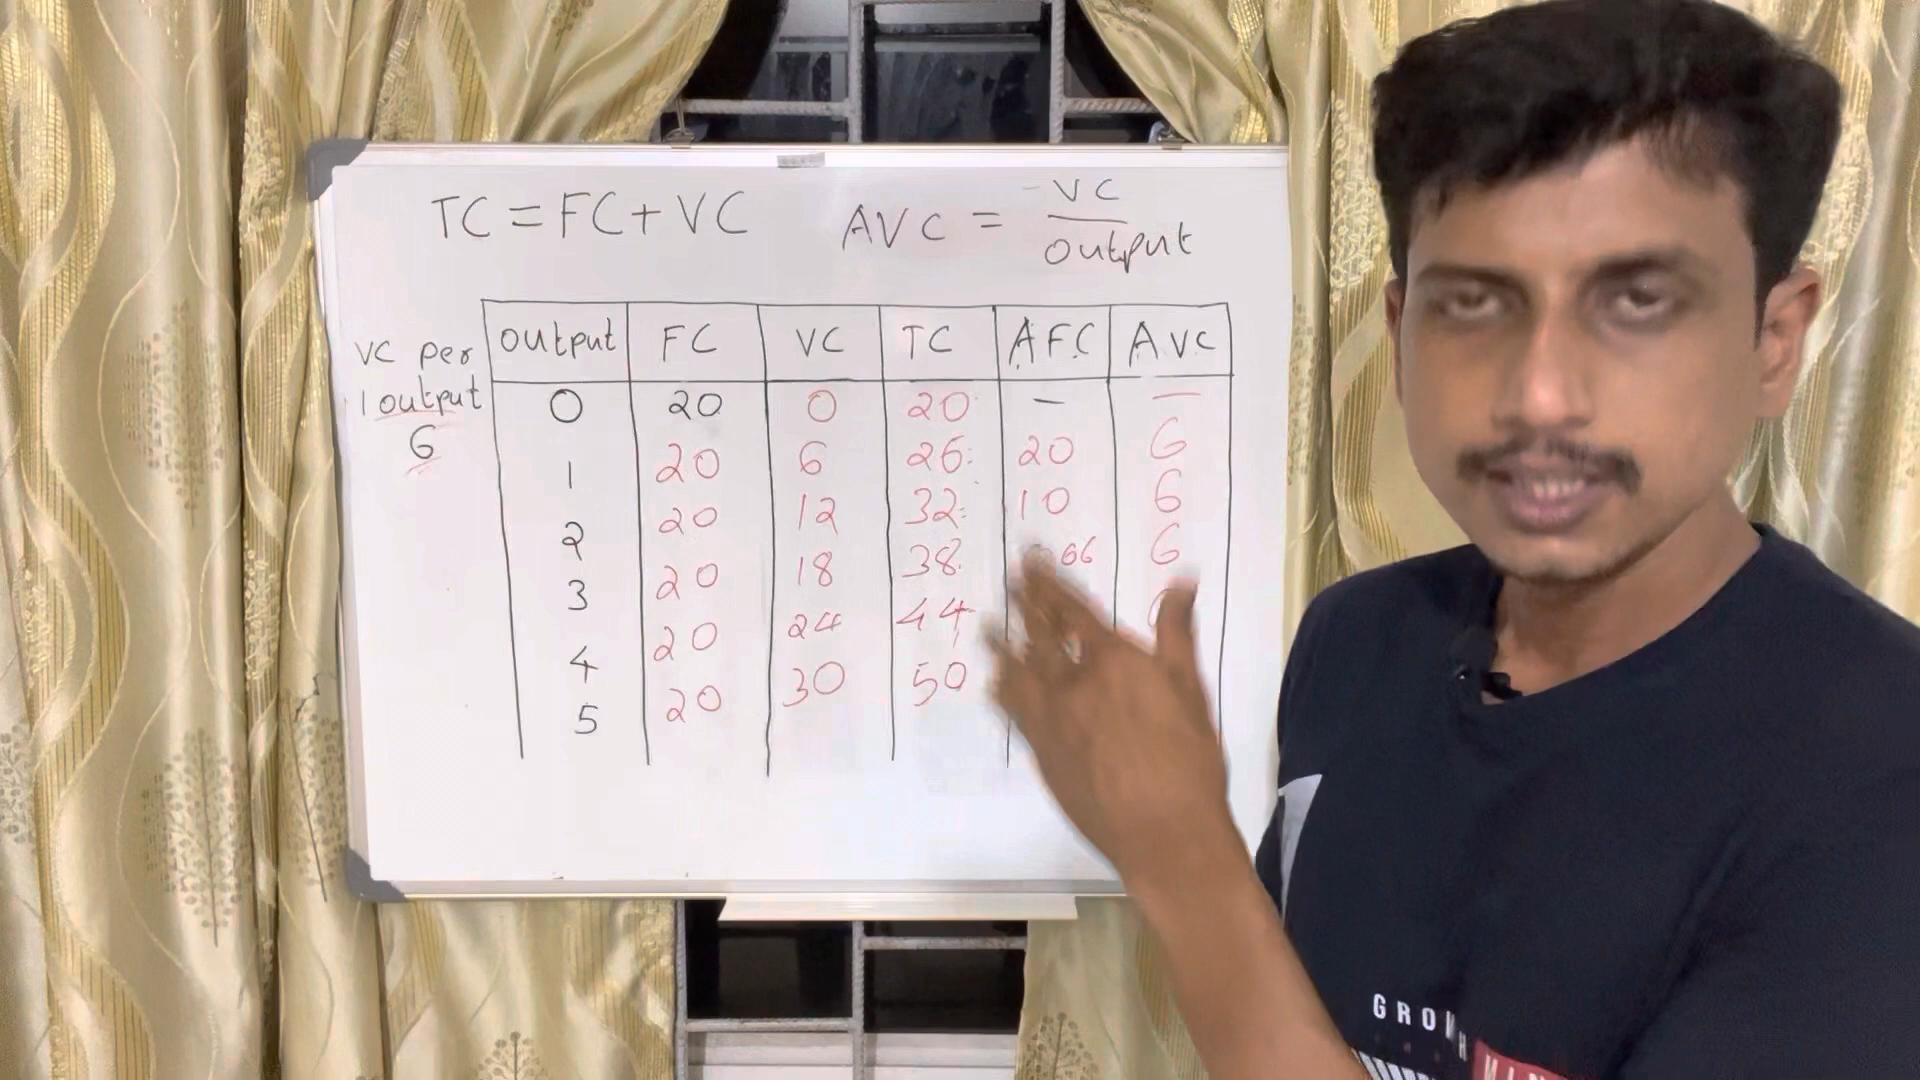 TC = FC + VC
AVC = VC / output
VC per
1 output
6
output FC VC TC AFC AVC
0 20 0 20 — —
1 20 6 26 20 6
2 20 12 32 10 6
3 20 18 38 66 6
4 20 24 44
5 20 30 50